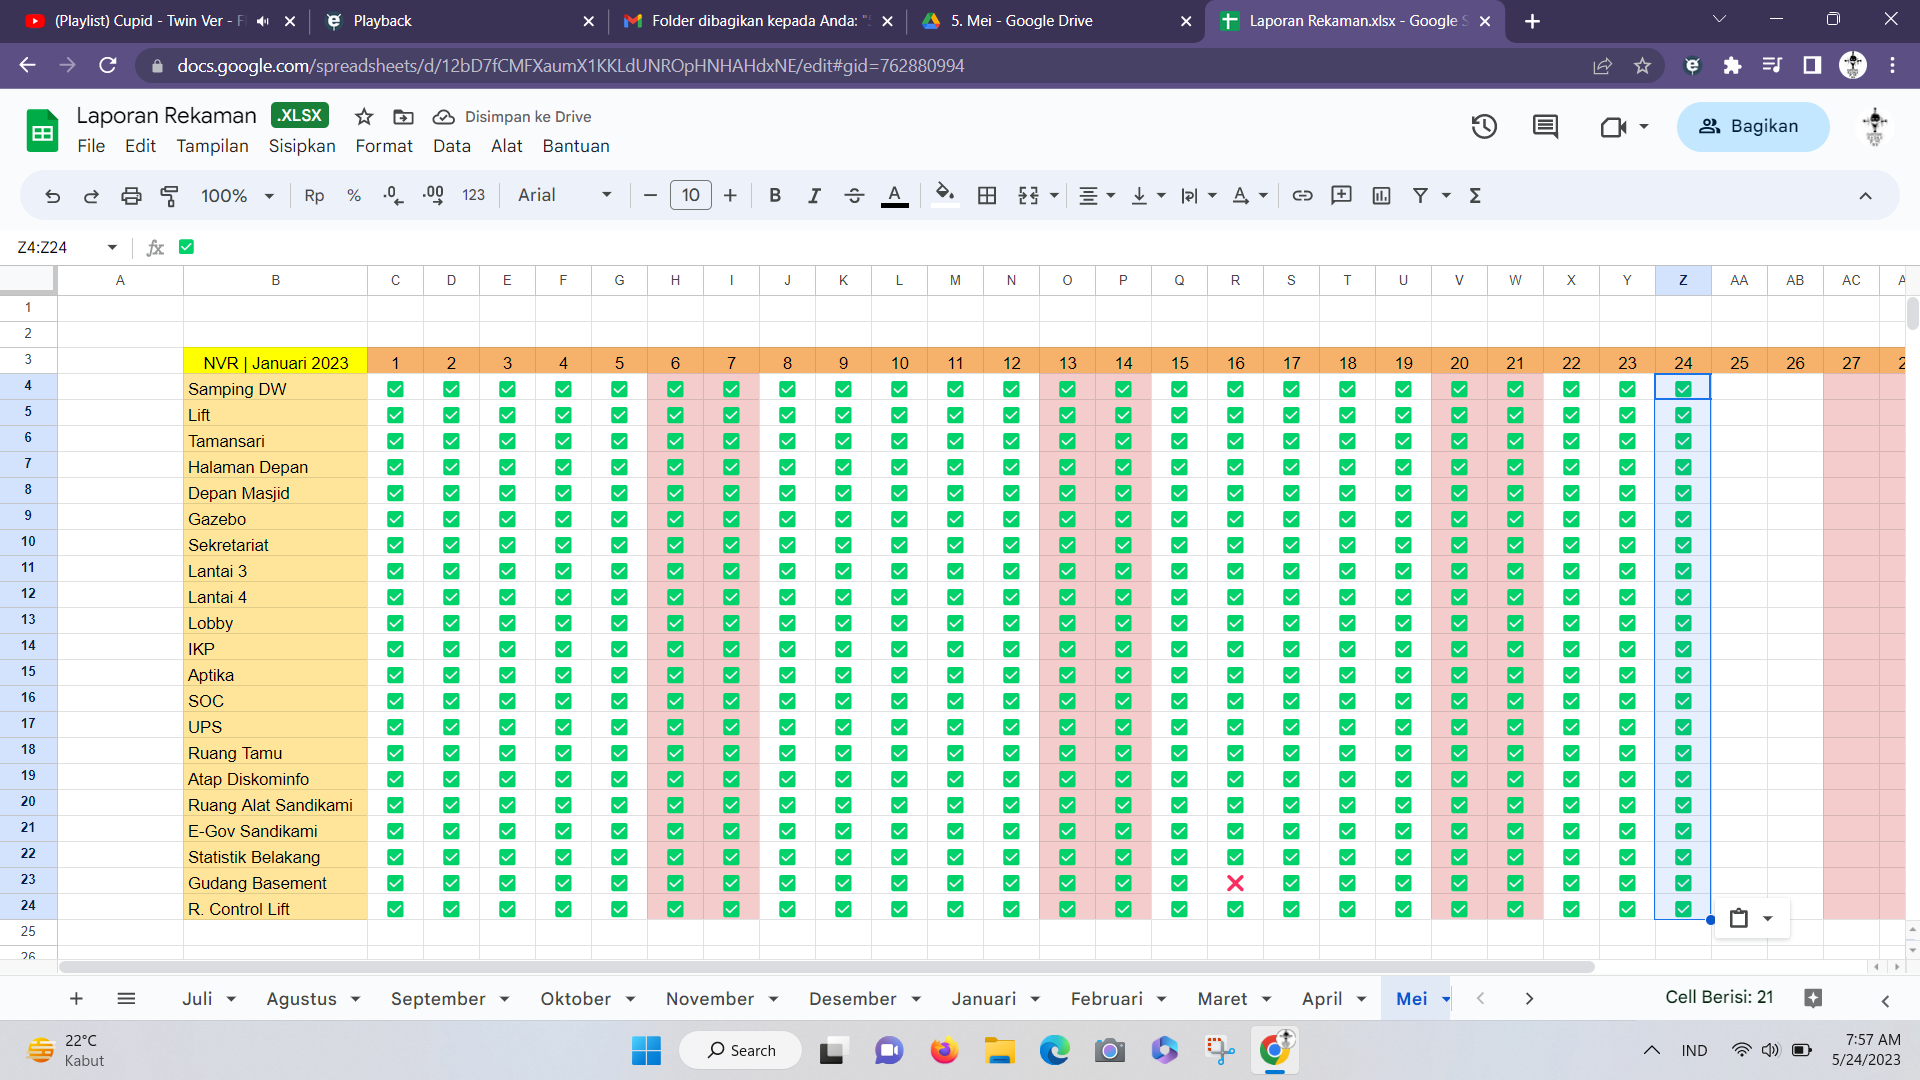 (Playlist) Cupid - Twin Ver - F
Playback
Folder dibagikan kepada Anda: "5
5. Mei - Google Drive
Laporan Rekaman.xlsx - Google S
docs.google.com/spreadsheets/d/12bD7fCMFXaumX1KKLdUNROpHNHAHdxNE/edit#gid=762880994
Laporan Rekaman .XLSX Disimpan ke Drive
File Edit Tampilan Sisipkan Format Data Alat Bantuan
Bagikan
100% Rp % .0 .00 123 Arial 10 B I A
Z4:Z24 fx ✅
A B C D E F G H I J K L M N O P Q R S T U V W X Y Z AA AB AC A
1
2
3 NVR | Januari 2023 1 2 3 4 5 6 7 8 9 10 11 12 13 14 15 16 17 18 19 20 21 22 23 24 25 26 27 2
4 Samping DW ✅ ✅ ✅ ✅ ✅ ✅ ✅ ✅ ✅ ✅ ✅ ✅ ✅ ✅ ✅ ✅ ✅ ✅ ✅ ✅ ✅ ✅ ✅ ✅
5 Lift ✅ ✅ ✅ ✅ ✅ ✅ ✅ ✅ ✅ ✅ ✅ ✅ ✅ ✅ ✅ ✅ ✅ ✅ ✅ ✅ ✅ ✅ ✅ ✅
6 Tamansari ✅ ✅ ✅ ✅ ✅ ✅ ✅ ✅ ✅ ✅ ✅ ✅ ✅ ✅ ✅ ✅ ✅ ✅ ✅ ✅ ✅ ✅ ✅ ✅
7 Halaman Depan ✅ ✅ ✅ ✅ ✅ ✅ ✅ ✅ ✅ ✅ ✅ ✅ ✅ ✅ ✅ ✅ ✅ ✅ ✅ ✅ ✅ ✅ ✅ ✅
8 Depan Masjid ✅ ✅ ✅ ✅ ✅ ✅ ✅ ✅ ✅ ✅ ✅ ✅ ✅ ✅ ✅ ✅ ✅ ✅ ✅ ✅ ✅ ✅ ✅ ✅
9 Gazebo ✅ ✅ ✅ ✅ ✅ ✅ ✅ ✅ ✅ ✅ ✅ ✅ ✅ ✅ ✅ ✅ ✅ ✅ ✅ ✅ ✅ ✅ ✅ ✅
10 Sekretariat ✅ ✅ ✅ ✅ ✅ ✅ ✅ ✅ ✅ ✅ ✅ ✅ ✅ ✅ ✅ ✅ ✅ ✅ ✅ ✅ ✅ ✅ ✅ ✅
11 Lantai 3 ✅ ✅ ✅ ✅ ✅ ✅ ✅ ✅ ✅ ✅ ✅ ✅ ✅ ✅ ✅ ✅ ✅ ✅ ✅ ✅ ✅ ✅ ✅ ✅
12 Lantai 4 ✅ ✅ ✅ ✅ ✅ ✅ ✅ ✅ ✅ ✅ ✅ ✅ ✅ ✅ ✅ ✅ ✅ ✅ ✅ ✅ ✅ ✅ ✅ ✅
13 Lobby ✅ ✅ ✅ ✅ ✅ ✅ ✅ ✅ ✅ ✅ ✅ ✅ ✅ ✅ ✅ ✅ ✅ ✅ ✅ ✅ ✅ ✅ ✅ ✅
14 IKP ✅ ✅ ✅ ✅ ✅ ✅ ✅ ✅ ✅ ✅ ✅ ✅ ✅ ✅ ✅ ✅ ✅ ✅ ✅ ✅ ✅ ✅ ✅ ✅
15 Aptika ✅ ✅ ✅ ✅ ✅ ✅ ✅ ✅ ✅ ✅ ✅ ✅ ✅ ✅ ✅ ✅ ✅ ✅ ✅ ✅ ✅ ✅ ✅ ✅
16 SOC ✅ ✅ ✅ ✅ ✅ ✅ ✅ ✅ ✅ ✅ ✅ ✅ ✅ ✅ ✅ ✅ ✅ ✅ ✅ ✅ ✅ ✅ ✅ ✅
17 UPS ✅ ✅ ✅ ✅ ✅ ✅ ✅ ✅ ✅ ✅ ✅ ✅ ✅ ✅ ✅ ✅ ✅ ✅ ✅ ✅ ✅ ✅ ✅ ✅
18 Ruang Tamu ✅ ✅ ✅ ✅ ✅ ✅ ✅ ✅ ✅ ✅ ✅ ✅ ✅ ✅ ✅ ✅ ✅ ✅ ✅ ✅ ✅ ✅ ✅ ✅
19 Atap Diskominfo ✅ ✅ ✅ ✅ ✅ ✅ ✅ ✅ ✅ ✅ ✅ ✅ ✅ ✅ ✅ ✅ ✅ ✅ ✅ ✅ ✅ ✅ ✅ ✅
20 Ruang Alat Sandikami ✅ ✅ ✅ ✅ ✅ ✅ ✅ ✅ ✅ ✅ ✅ ✅ ✅ ✅ ✅ ✅ ✅ ✅ ✅ ✅ ✅ ✅ ✅ ✅
21 E-Gov Sandikami ✅ ✅ ✅ ✅ ✅ ✅ ✅ ✅ ✅ ✅ ✅ ✅ ✅ ✅ ✅ ✅ ✅ ✅ ✅ ✅ ✅ ✅ ✅ ✅
22 Statistik Belakang ✅ ✅ ✅ ✅ ✅ ✅ ✅ ✅ ✅ ✅ ✅ ✅ ✅ ✅ ✅ ✅ ✅ ✅ ✅ ✅ ✅ ✅ ✅ ✅
23 Gudang Basement ✅ ✅ ✅ ✅ ✅ ✅ ✅ ✅ ✅ ✅ ✅ ✅ ✅ ✅ ✅ ❌ ✅ ✅ ✅ ✅ ✅ ✅ ✅ ✅
24 R. Control Lift ✅ ✅ ✅ ✅ ✅ ✅ ✅ ✅ ✅ ✅ ✅ ✅ ✅ ✅ ✅ ✅ ✅ ✅ ✅ ✅ ✅ ✅ ✅ ✅
25
26
Juli Agustus September Oktober November Desember Januari Februari Maret April Mei Cell Berisi: 21
22°C
Kabut
Search
IND
7:57 AM
5/24/2023